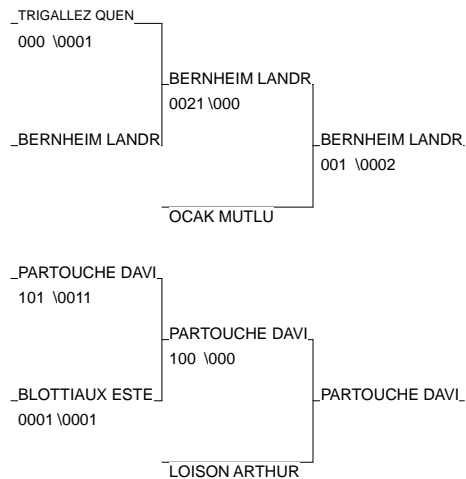 TRIGALLEZ QUEN
000 \0001
BERNHEIM LANDR
0021 \000
BERNHEIM LANDR
BERNHEIM LANDR
001 \0002
OCAK MUTLU
PARTOUCHE DAVI
101 \0011
PARTOUCHE DAVI
100 \000
BLOTTIAUX ESTE
0001 \0001
PARTOUCHE DAVI
LOISON ARTHUR